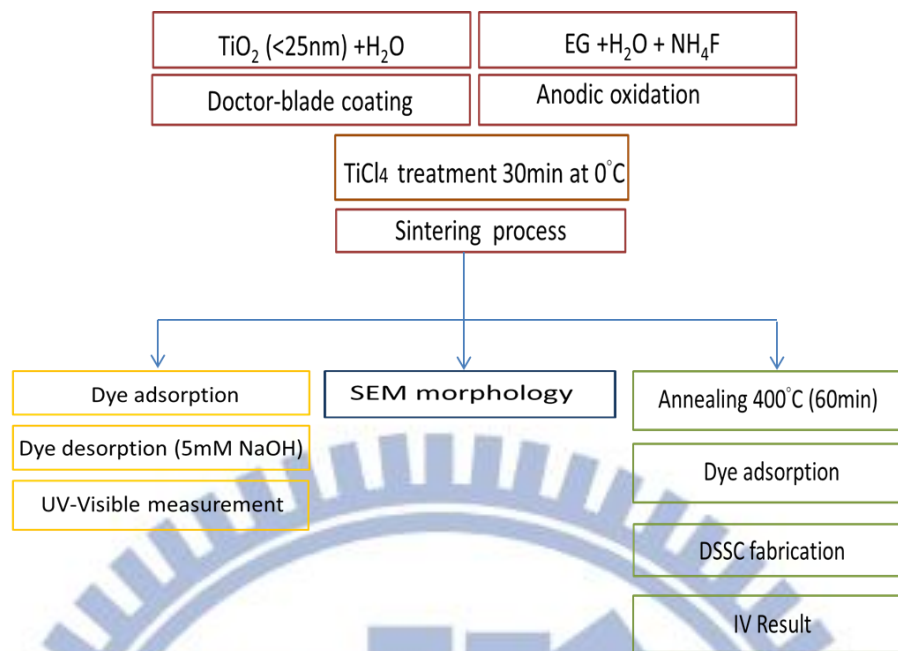 TiO₂ (<25nm) +H₂O
EG +H₂O + NH₄F
Doctor-blade coating
Anodic oxidation
TiCl4 treatment 30min at 0°C
Sintering process
Dye adsorption
Dye desorption (5mM NaOH)
UV-Visible measurement
SEM morphology
Annealing 400°C (60min)
Dye adsorption
DSSC fabrication
IV Result